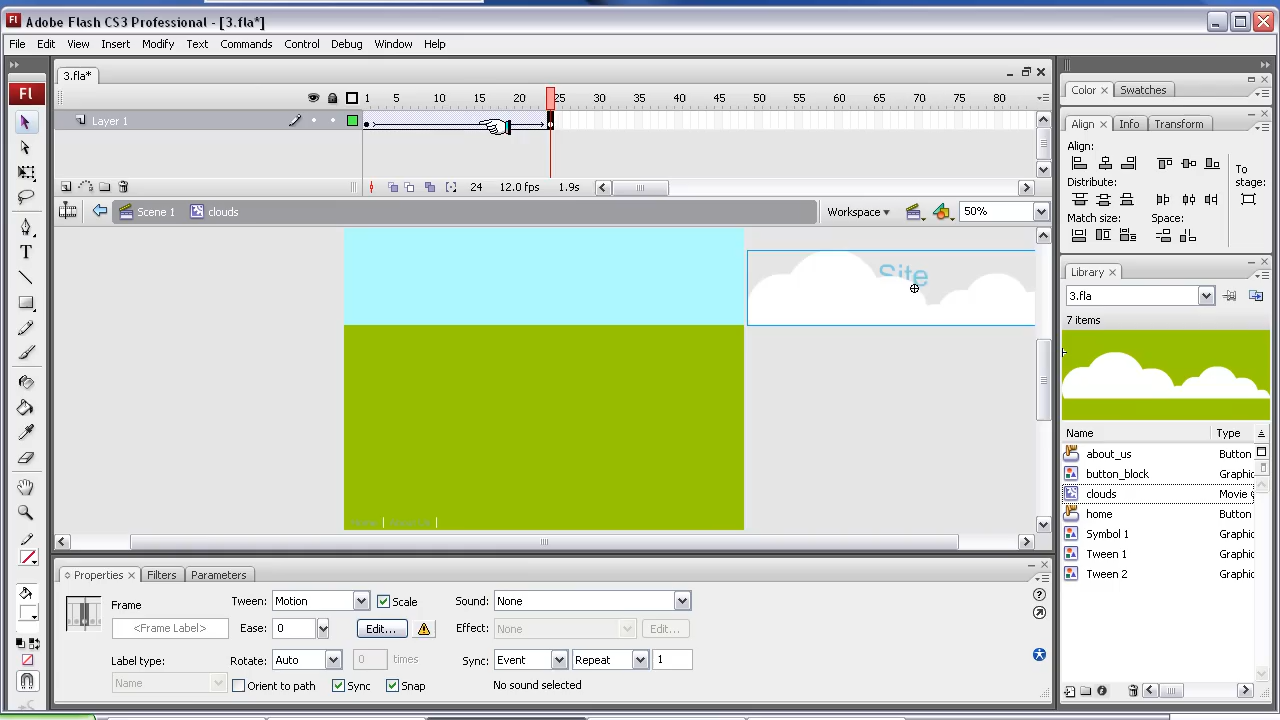 Adobe Flash CS3 Professional - [3.fla*]
File Edit View Insert Modify Text Commands Control Debug Window Help
3.fla*
1 5 10 15 20 25 30 35 40 45 50 55 60 65 70 75 80
Layer 1
24 12.0 fps 1.9s
Scene 1 clouds Workspace 50%
Site
Properties Filters Parameters
Frame
<Frame Label>
Label type:
Name
Tween: Motion Scale
Ease: 0 Edit...
Rotate: Auto 0 times
Orient to path Sync Snap
Sound: None
Effect: None Edit...
Sync: Event Repeat 1
No sound selected
Fl
Color Swatches
Align Info Transform
Align:
Distribute:
Match size: Space:
To
stage:
Library
3.fla
7 items
Name Type
about_us Button
button_block Graphic
clouds Movie
home Button
Symbol 1 Graphic
Tween 1 Graphic
Tween 2 Graphic